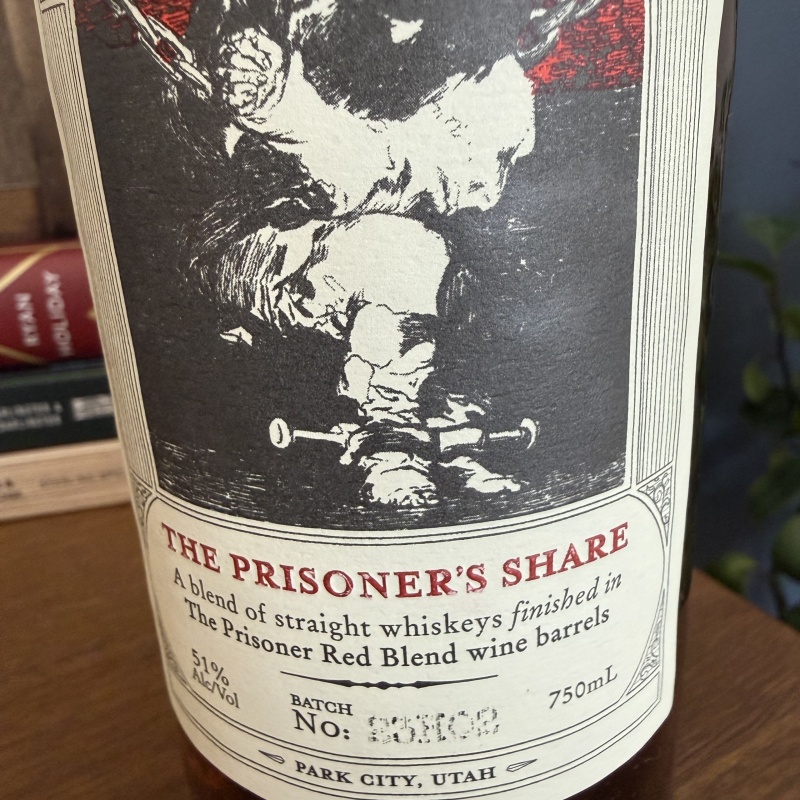 RYAN
HOLIDAY
THE PRISONER'S SHARE
A blend of straight whiskeys finished in
The Prisoner Red Blend wine barrels
51%
Alc/Vol
BATCH
No: 23H02
750mL
PARK CITY, UTAH